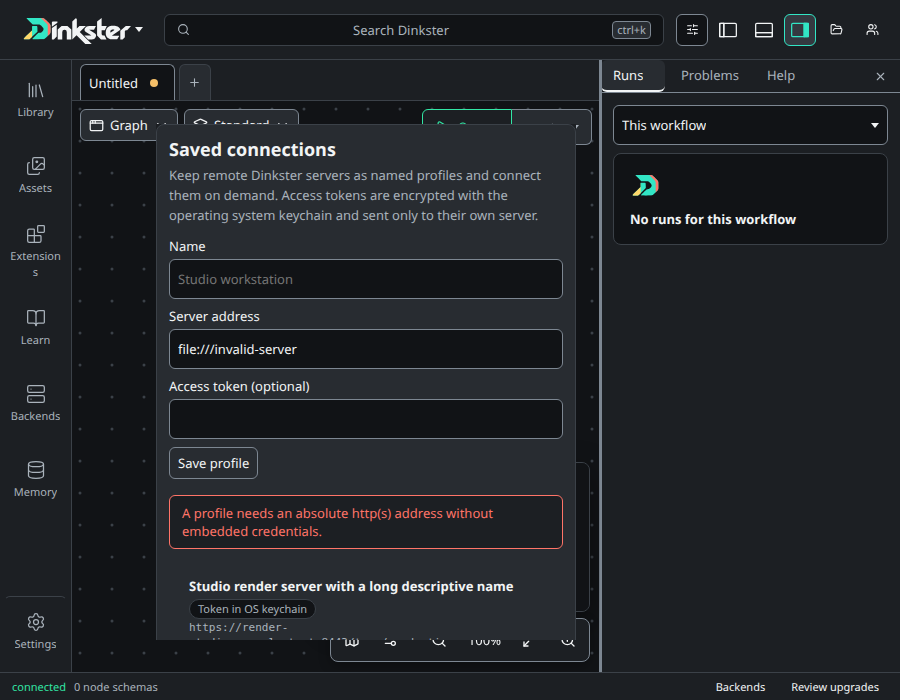 Dinkster
Search Dinkster
ctrl+k
Library
Assets
Extension
s
Learn
Backends
Memory
Settings
Untitled
+
Graph
Standard
Saved connections
Keep remote Dinkster servers as named profiles and connect
them on demand. Access tokens are encrypted with the
operating system keychain and sent only to their own server.
Name
Studio workstation
Server address
file:///invalid-server
Access token (optional)
Save profile
A profile needs an absolute http(s) address without
embedded credentials.
Studio render server with a long descriptive name
Token in OS keychain
https://render-
100%
Runs
Problems
Help
This workflow
No runs for this workflow
connected
0 node schemas
Backends
Review upgrades